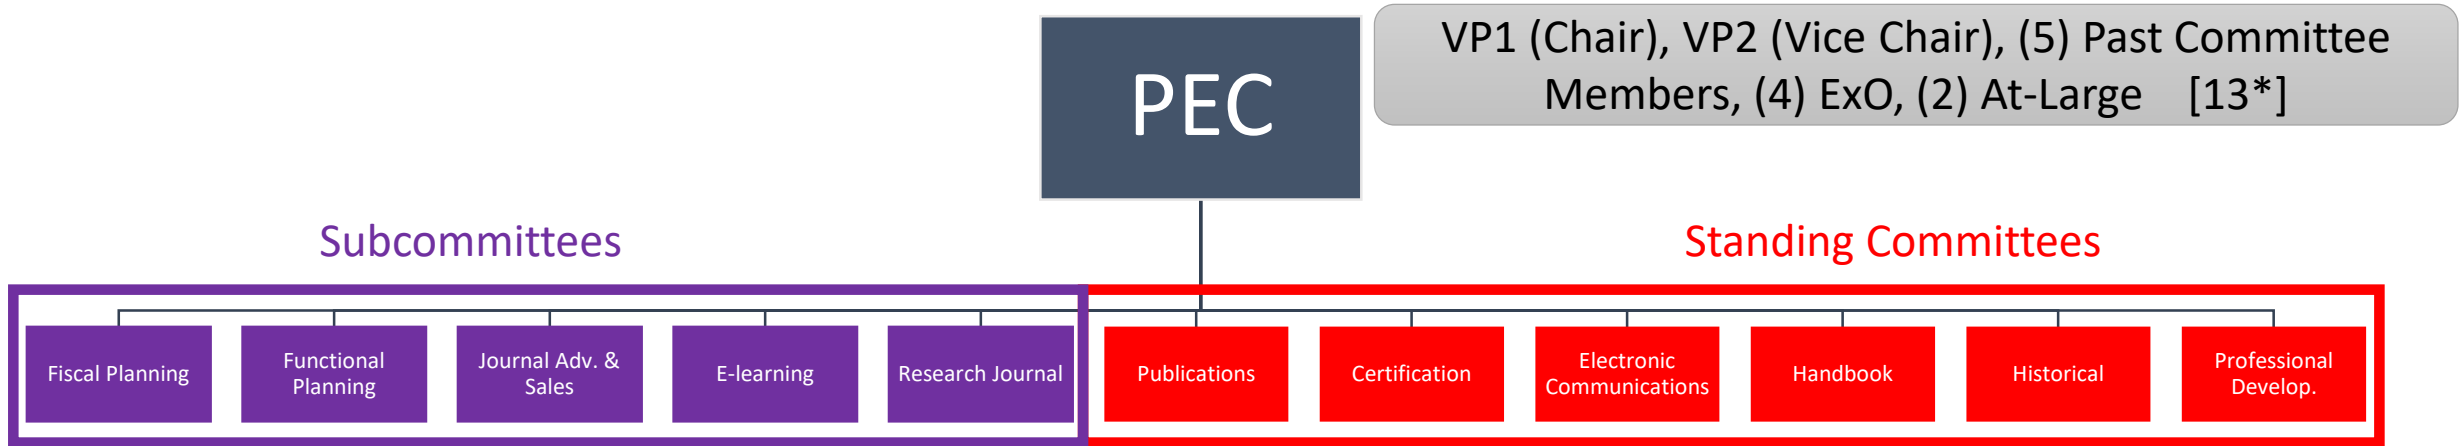 PEC
VP1 (Chair), VP2 (Vice Chair), (5) Past Committee
Members, (4) ExO, (2) At-Large [13*]
Subcommittees
Standing Committees
Fiscal Planning
Functional
Planning
Journal Adv. &
Sales
E-learning
Research Journal
Publications
Certification
Electronic
Communications
Handbook
Historical
Professional
Develop.